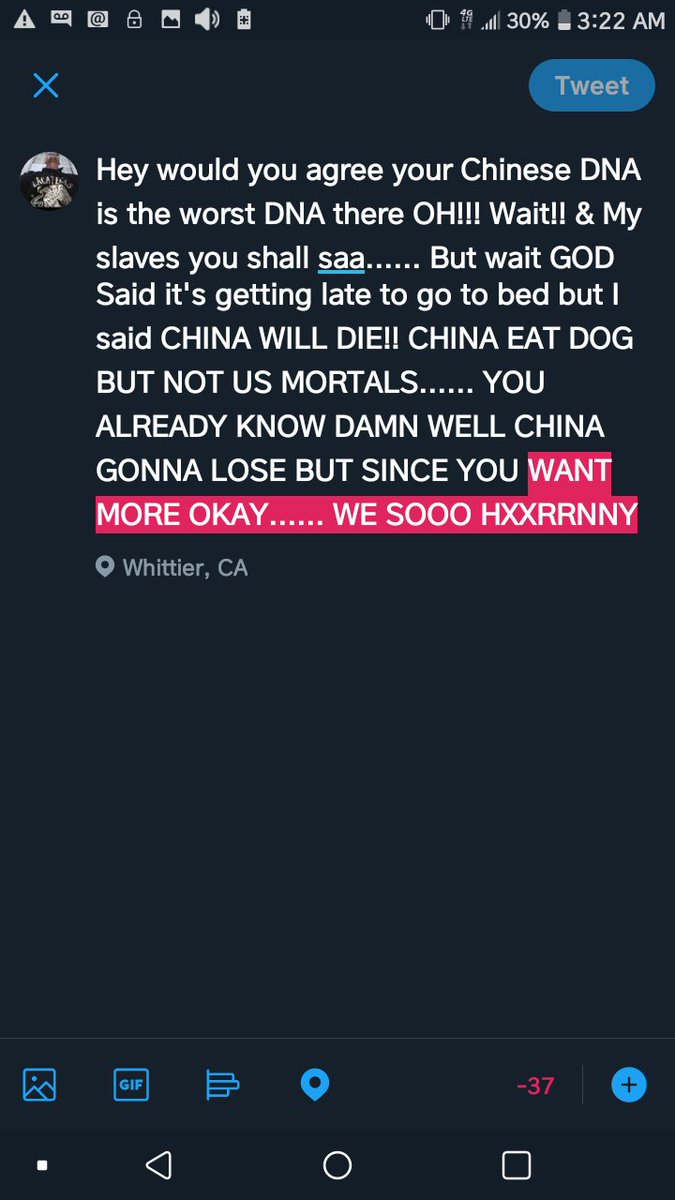 4G
LTE
30%
3:22 AM
Tweet
Hey would you agree your Chinese DNA
is the worst DNA there OH!!! Wait!! & My
slaves you shall saa...... But wait GOD
Said it's getting late to go to bed but I
said CHINA WILL DIE!! CHINA EAT DOG
BUT NOT US MORTALS...... YOU
ALREADY KNOW DAMN WELL CHINA
GONNA LOSE BUT SINCE YOU WANT
MORE OKAY...... WE SOOO HXXRRNNY
Whittier, CA
GIF
-37